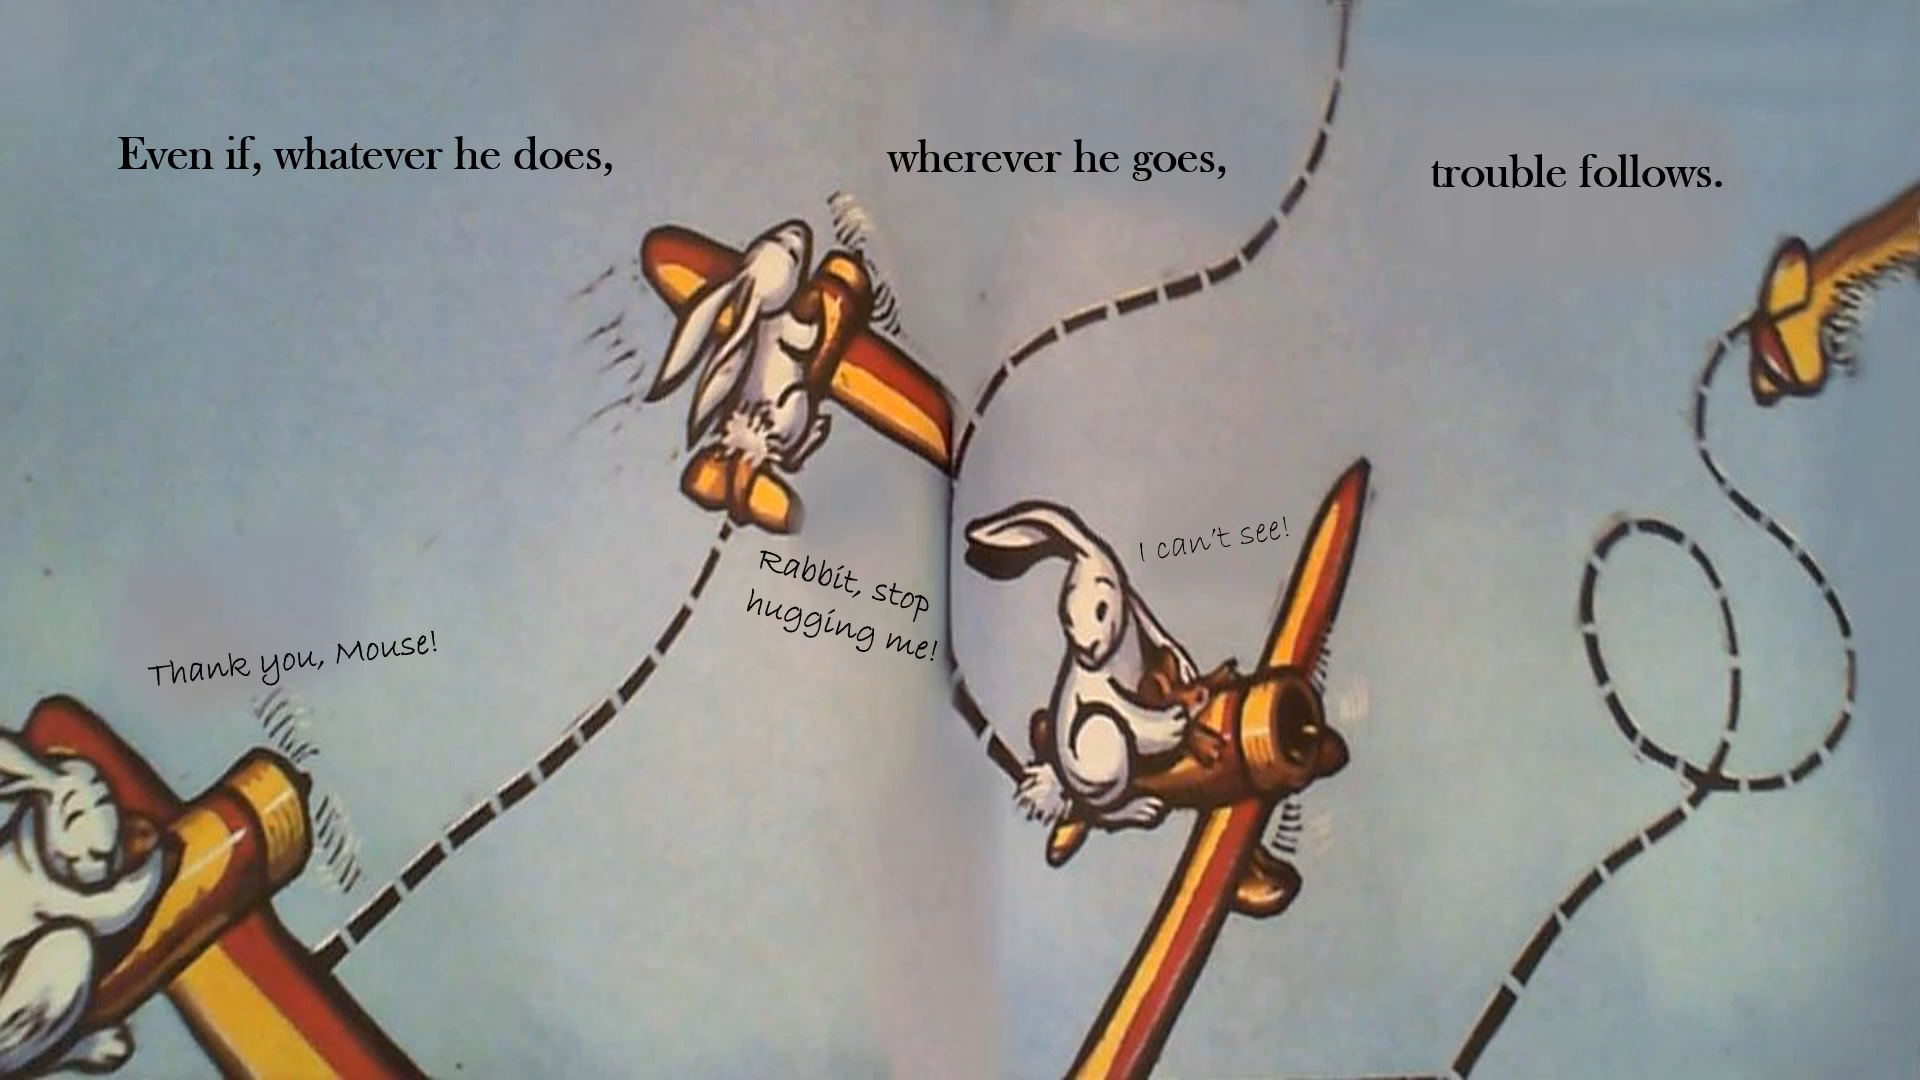 Even if, whatever he does,
wherever he goes,
trouble follows.
Thank you, Mouse!
Rabbit, stop
hugging me!
I can't see!